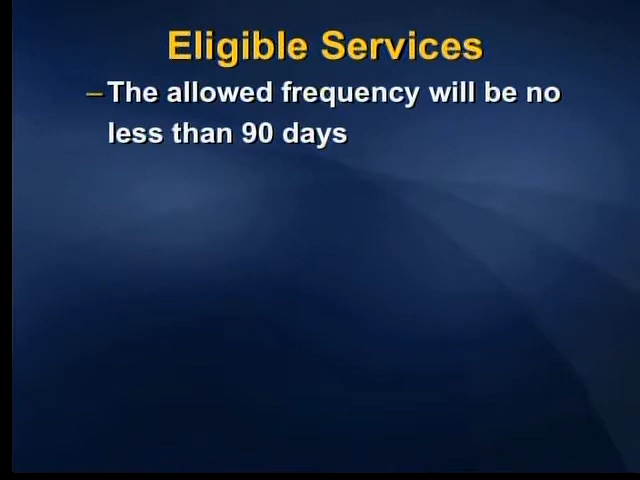 Eligible Services
–The allowed frequency will be no
less than 90 days